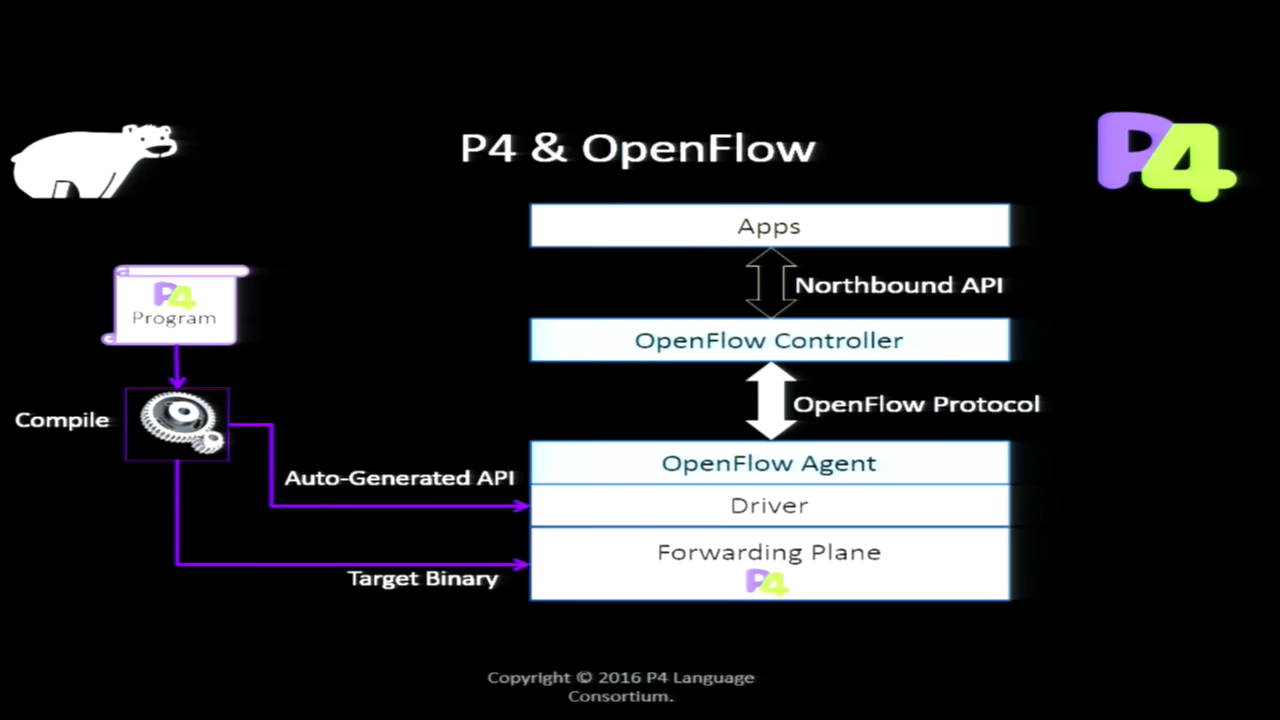 P4 & OpenFlow
P4
Apps
Northbound API
P4
Program
OpenFlow Controller
Compile
OpenFlow Protocol
OpenFlow Agent
Auto-Generated API
Driver
Forwarding Plane
P4
Target Binary
Copyright © 2016 P4 Language
Consortium.